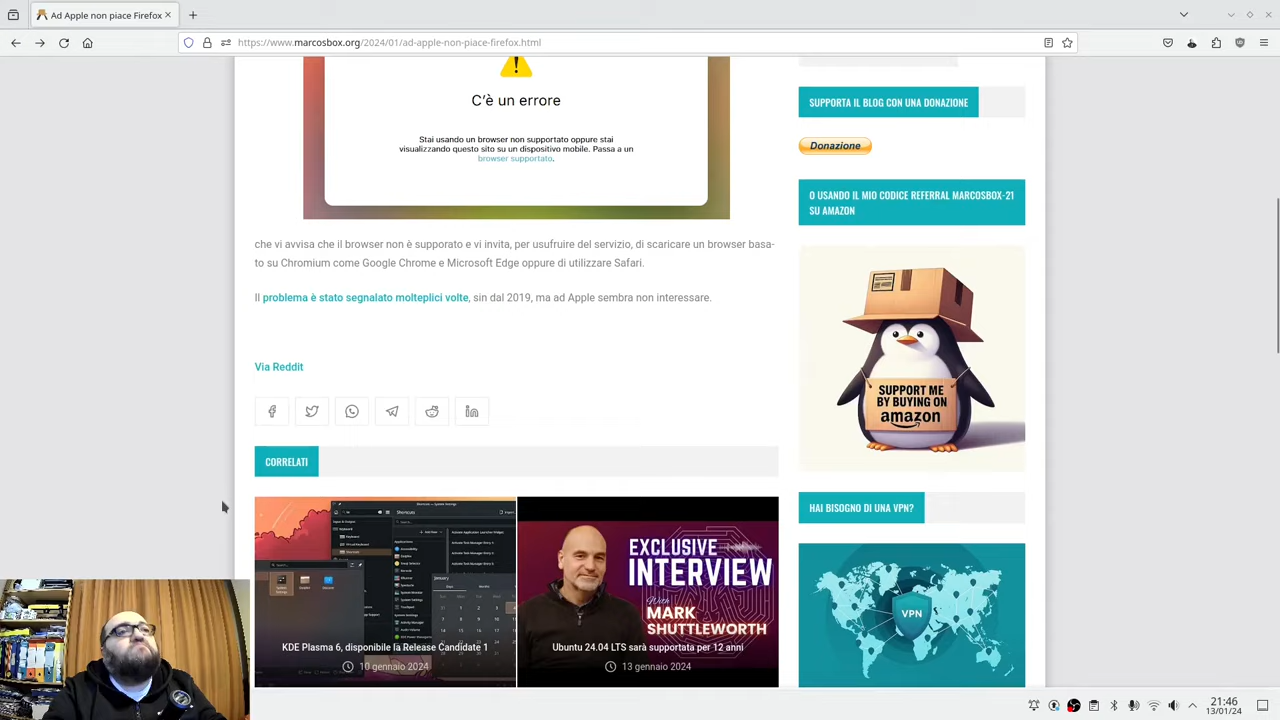 Ad Apple non piace Firefox
https://www.marcosbox.org/2024/01/ad-apple-non-piace-firefox.html
C'è un errore
Stai usando un browser non supportato oppure stai
visualizzando questo sito su un dispositivo mobile. Passa a un
browser supportato.
che vi avvisa che il browser non è supporato e vi invita, per usufruire del servizio, di scaricare un browser basa-
to su Chromium come Google Chrome e Microsoft Edge oppure di utilizzare Safari.
Il problema è stato segnalato molteplici volte, sin dal 2019, ma ad Apple sembra non interessare.
Via Reddit
CORRELATI
Shortcuts
January
KDE Plasma 6, disponibile la Release Candidate 1
10 gennaio 2024
EXCLUSIVE
INTERVIEW
With
MARK
SHUTTLEWORTH
Ubuntu 24.04 LTS sarà supportata per 12 anni
13 gennaio 2024
SUPPORTA IL BLOG CON UNA DONAZIONE
Donazione
O USANDO IL MIO CODICE REFERRAL MARCOSBOX-21
SU AMAZON
SUPPORT ME
BY BUYING ON
amazon
HAI BISOGNO DI UNA VPN?
VPN
21:46
13/01/24